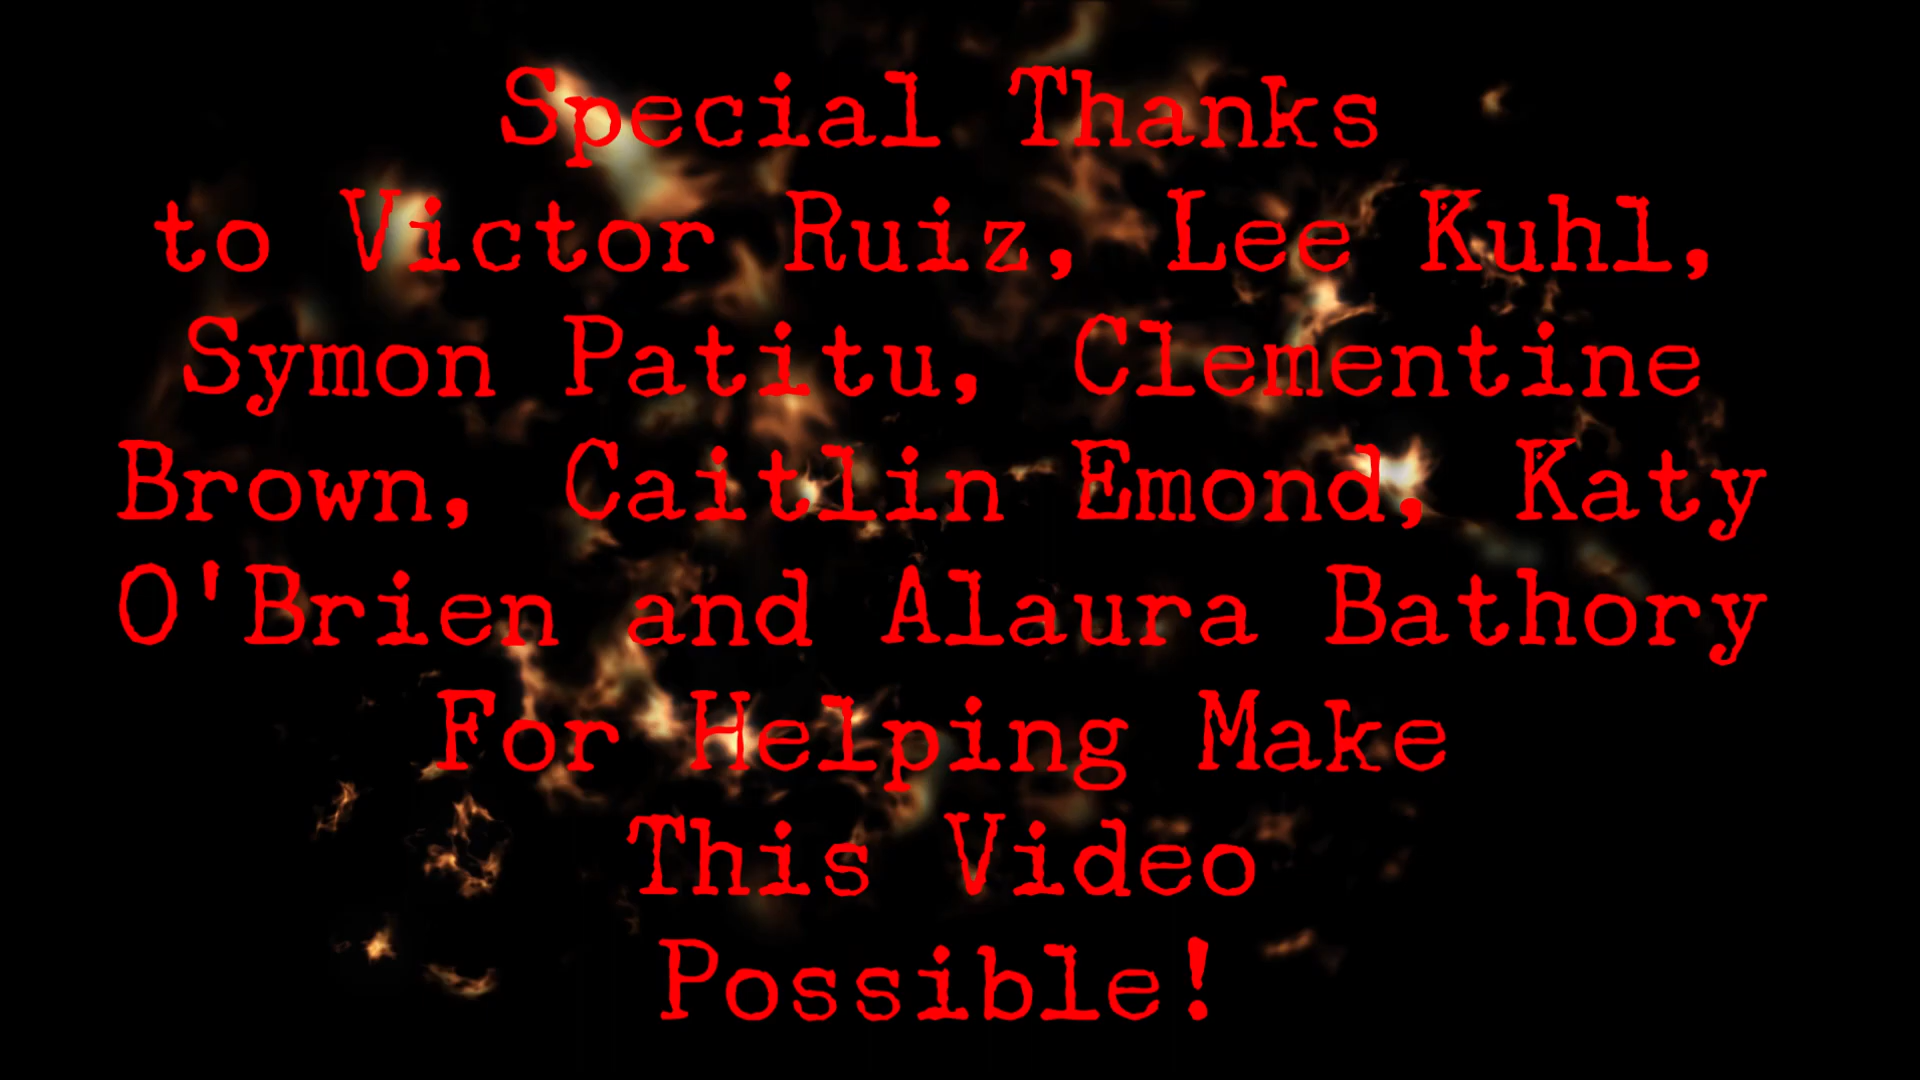 Special Thanks
to Victor Ruiz, Lee Kuhl,
Symon Patitu, Clementine
Brown, Caitlin Emond, Katy
O'Brien and Alaura Bathory
For Helping Make
This Video
Possible!